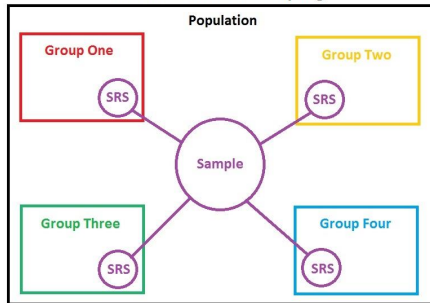 Population
Group One
Group Two
SRS
SRS
Sample
Group Three
Group Four
SRS
SRS